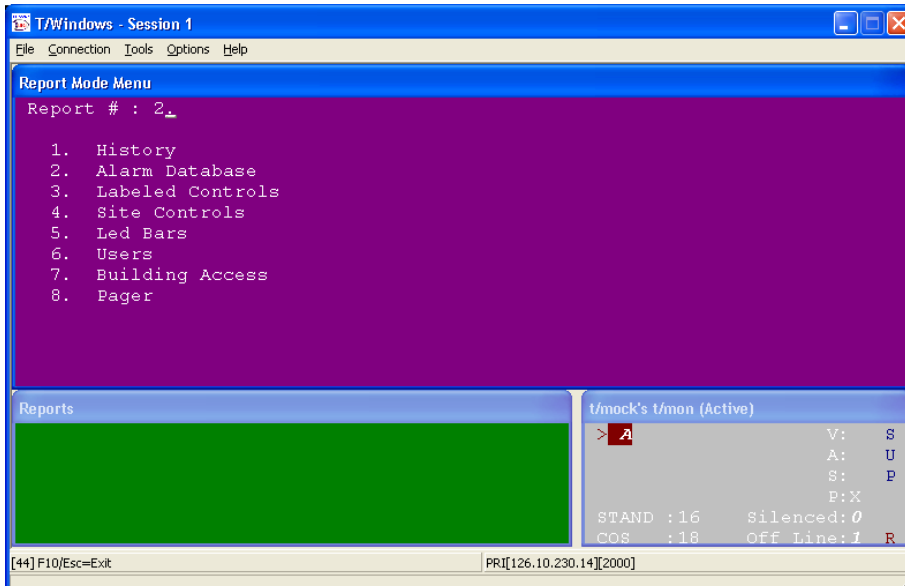 T/Windows - Session 1
File Connection Tools Options Help
Report Mode Menu
Report # : 2.
1. History
2. Alarm Database
3. Labeled Controls
4. Site Controls
5. Led Bars
6. Users
7. Building Access
8. Pager
Reports
t/mock's t/mon (Active)
> A V: S
A: U
S: P
P:X
STAND :16 Silenced:0
COS :18 Off Line:1 R
[44] F10/Esc=Exit PRI[126.10.230.14][2000]